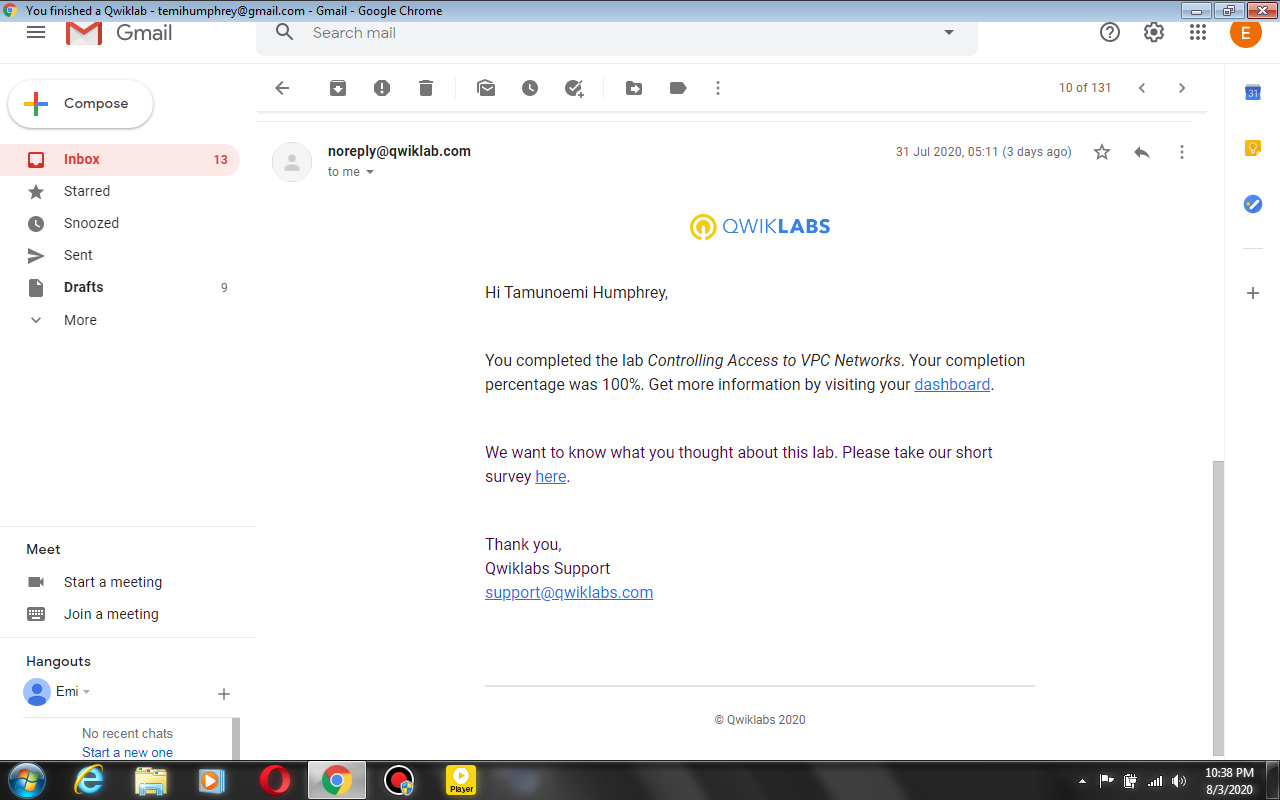 You finished a Qwiklab - temihumphrey@gmail.com - Gmail - Google Chrome
Gmail
Search mail
E
Compose
10 of 131
31
Inbox 13
Starred
Snoozed
Sent
Drafts 9
More
noreply@qwiklab.com
31 Jul 2020, 05:11 (3 days ago)
to me
QWIKLABS
Hi Tamunoemi Humphrey,
You completed the lab Controlling Access to VPC Networks. Your completion
percentage was 100%. Get more information by visiting your dashboard.
We want to know what you thought about this lab. Please take our short
survey here.
Thank you,
Qwiklabs Support
support@qwiklabs.com
© Qwiklabs 2020
Meet
Start a meeting
Join a meeting
Hangouts
Emi
No recent chats
Start a new one
Player
10:38 PM
8/3/2020